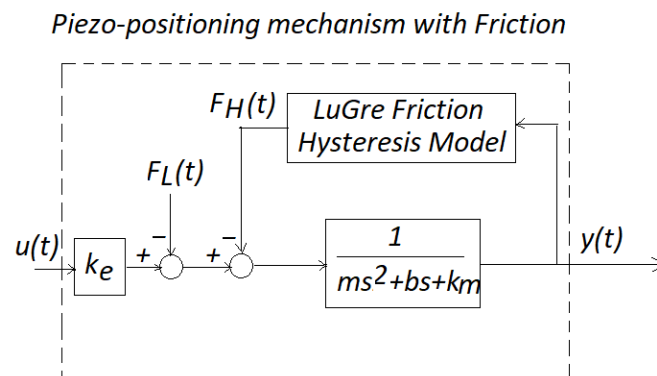 Piezo-positioning mechanism with Friction
F_H(t)
LuGre Friction
Hysteresis Model
F_L(t)
− −
u(t)
k_e
+ +
1
ms²+bs+k_m
y(t)